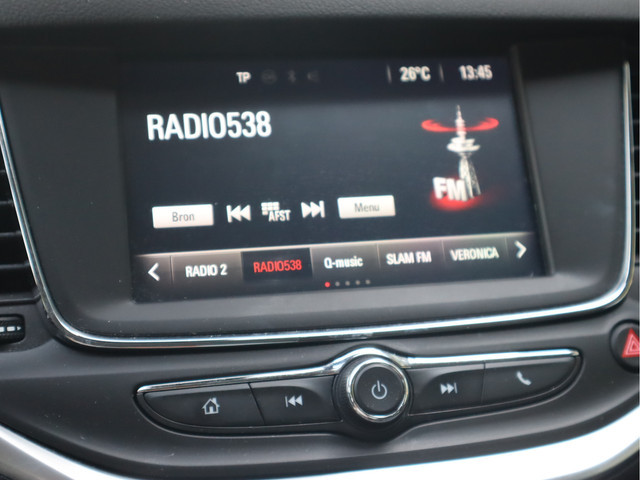 TP 26°C 13:45
RADIO538
FM
Bron AFST Menu
RADIO 2 RADIO538 Q-music SLAM FM VERONICA